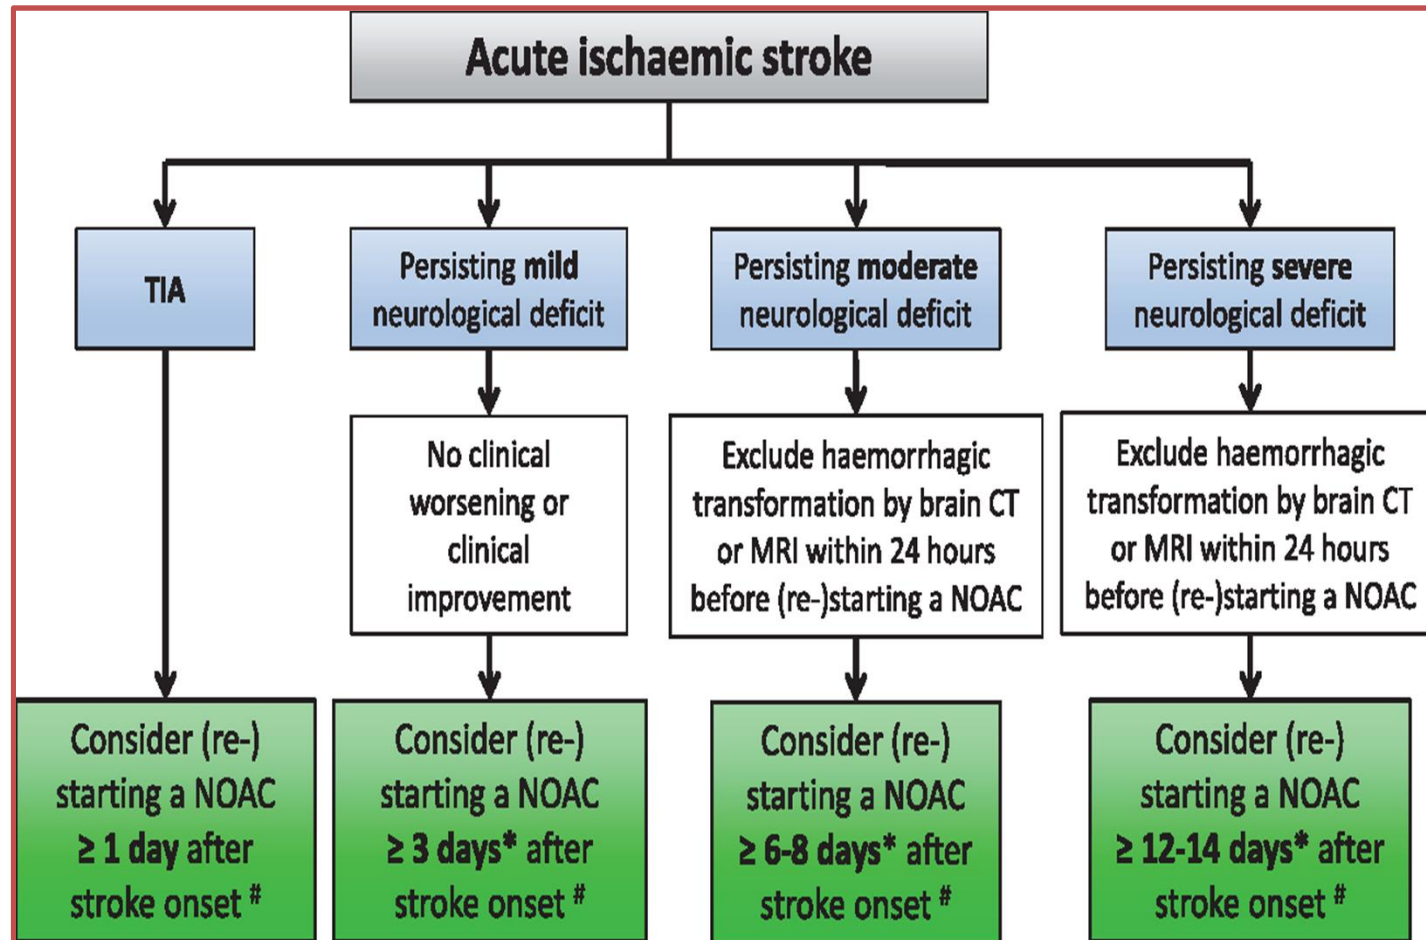 Acute ischaemic stroke
TIA
Persisting mild
neurological deficit
Persisting moderate
neurological deficit
Persisting severe
neurological deficit
No clinical
worsening or
clinical
improvement
Exclude haemorrhagic
transformation by brain CT
or MRI within 24 hours
before (re-)starting a NOAC
Exclude haemorrhagic
transformation by brain CT
or MRI within 24 hours
before (re-)starting a NOAC
Consider (re-)
starting a NOAC
≥ 1 day after
stroke onset #
Consider (re-)
starting a NOAC
≥ 3 days* after
stroke onset #
Consider (re-)
starting a NOAC
≥ 6-8 days* after
stroke onset #
Consider (re-)
starting a NOAC
≥ 12-14 days* after
stroke onset #